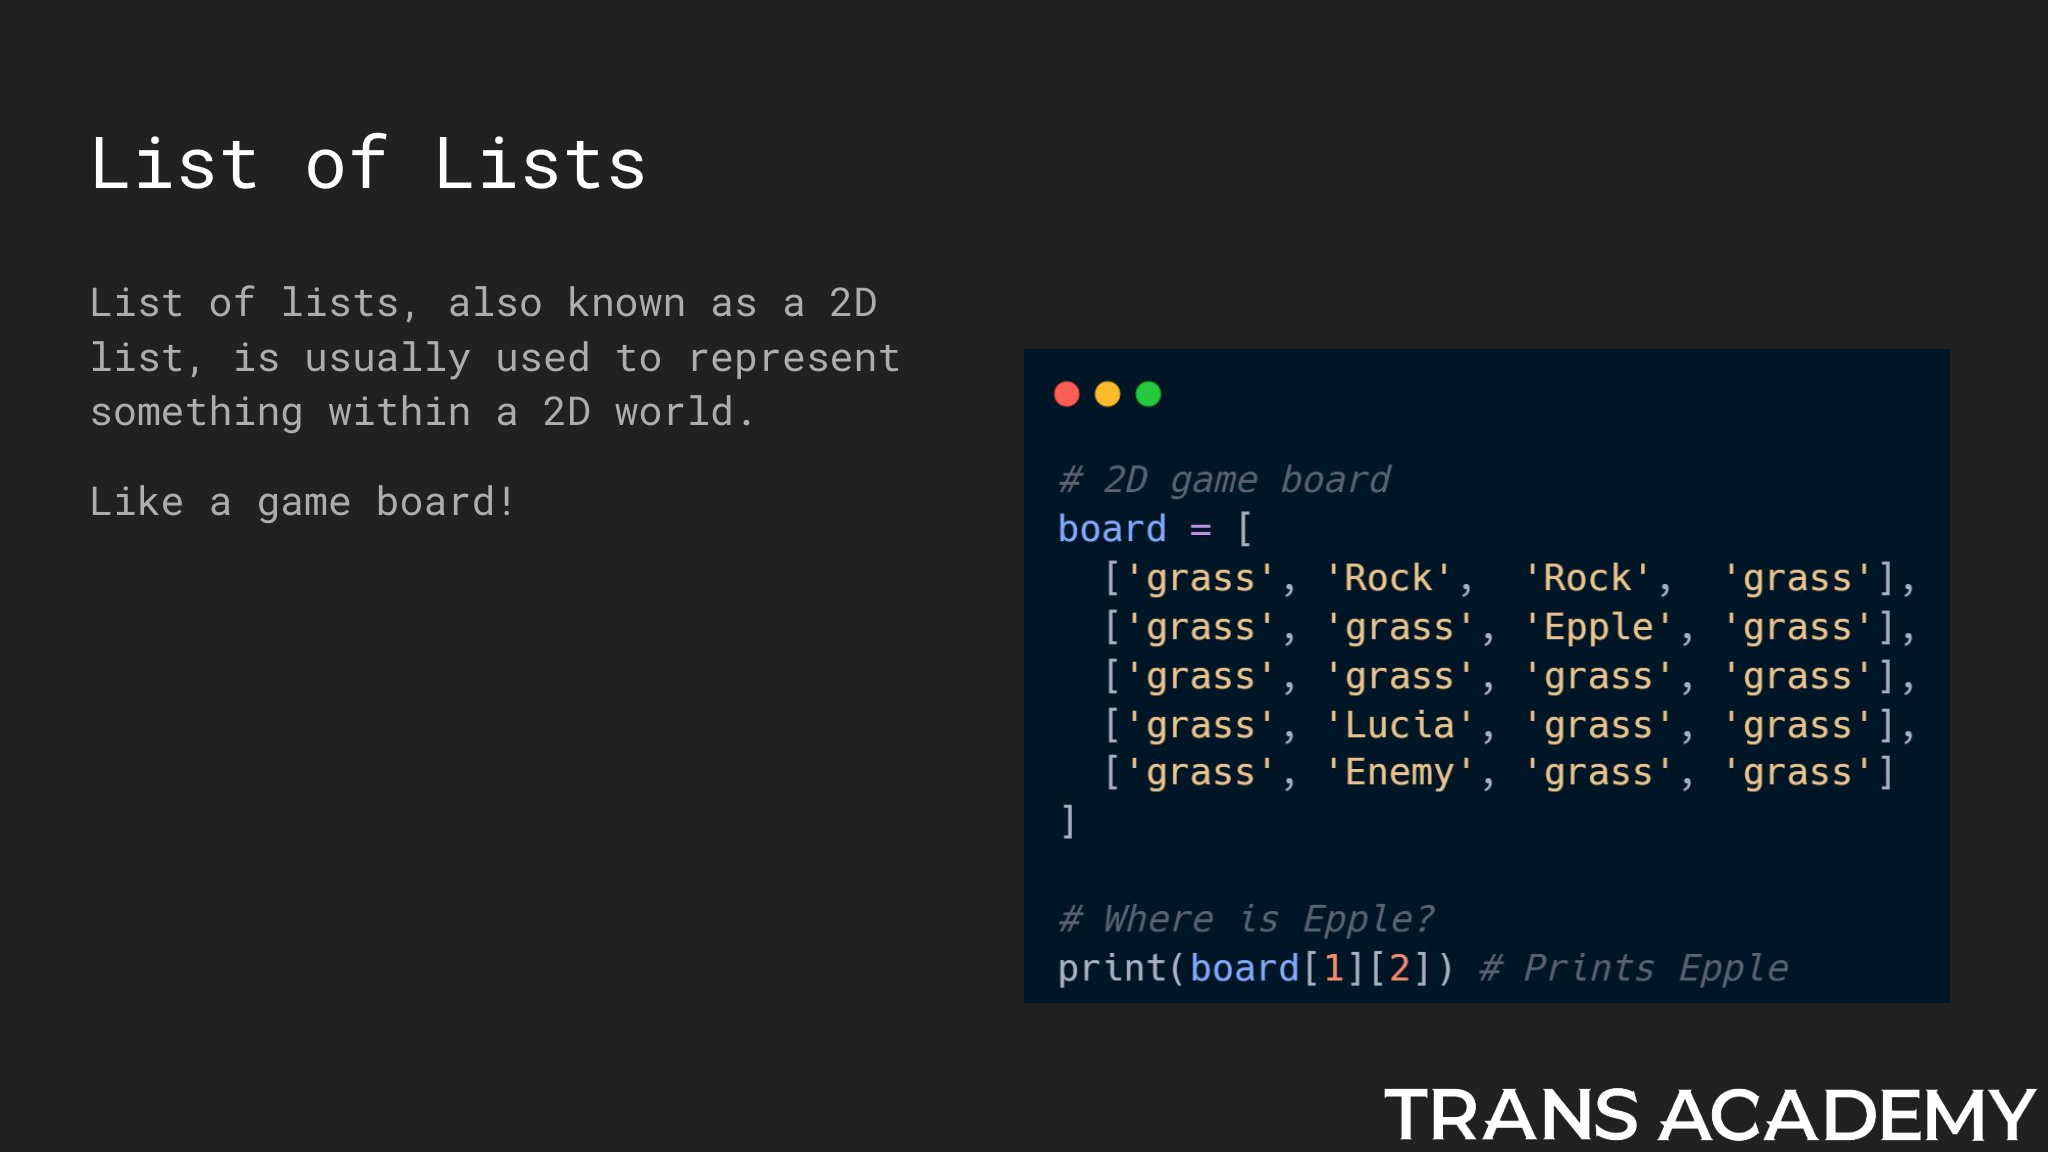 List of Lists
List of lists, also known as a 2D
list, is usually used to represent
something within a 2D world.
Like a game board!
# 2D game board
board = [
  ['grass', 'Rock',  'Rock',  'grass'],
  ['grass', 'grass', 'Epple', 'grass'],
  ['grass', 'grass', 'grass', 'grass'],
  ['grass', 'Lucia', 'grass', 'grass'],
  ['grass', 'Enemy', 'grass', 'grass']
]
# Where is Epple?
print(board[1][2]) # Prints Epple
TRANS ACADEMY